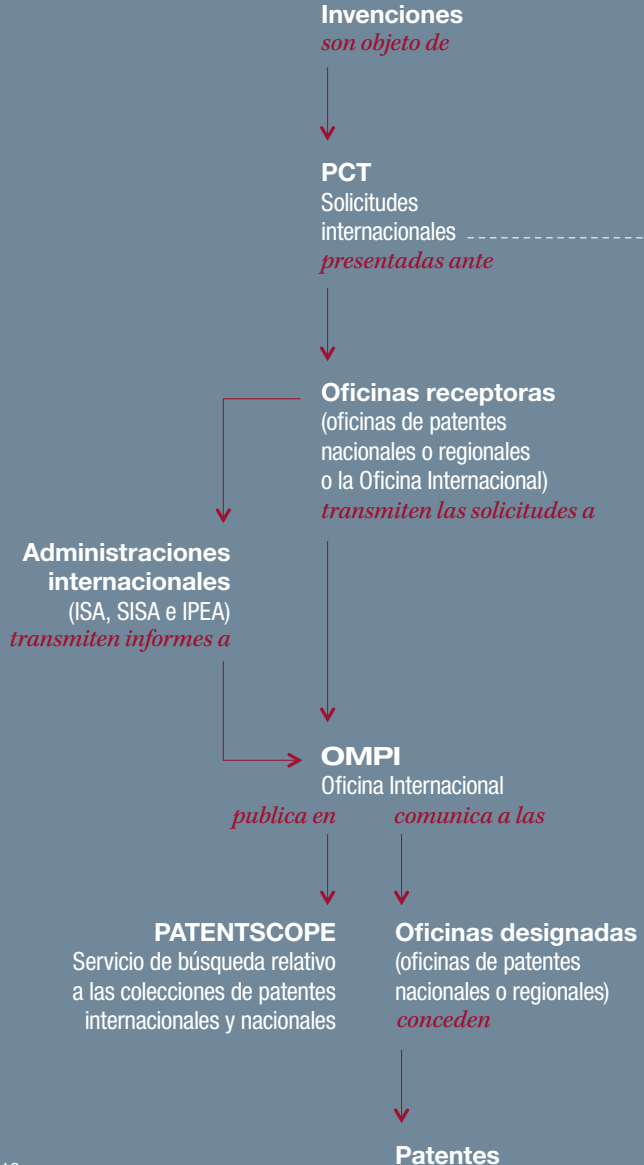 Invenciones
son objeto de
PCT
Solicitudes
internacionales
presentadas ante
Oficinas receptoras
(oficinas de patentes
nacionales o regionales
o la Oficina Internacional)
transmiten las solicitudes a
Administraciones
internacionales
(ISA, SISA e IPEA)
transmiten informes a
OMPI
Oficina Internacional
publica en
comunica a las
PATENTSCOPE
Servicio de búsqueda relativo
a las colecciones de patentes
internacionales y nacionales
Oficinas designadas
(oficinas de patentes
nacionales o regionales)
conceden
Patentes